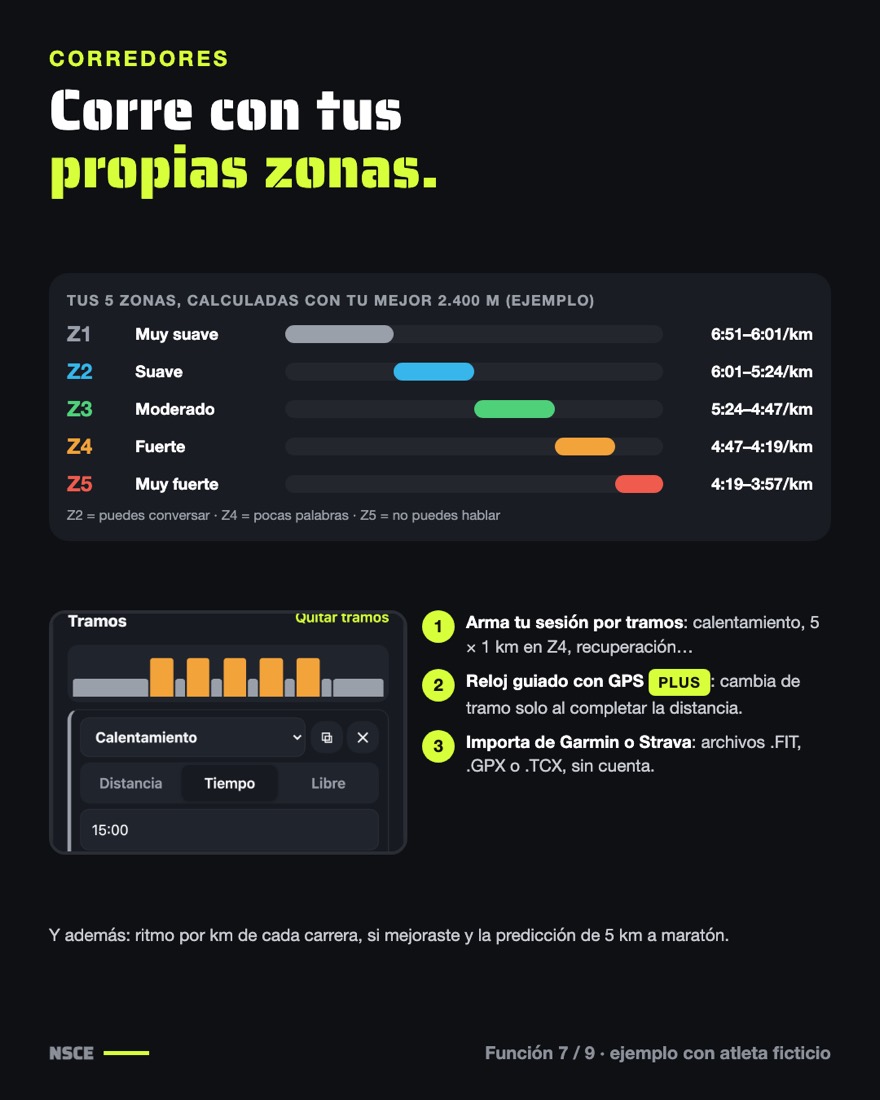 CORREDORES
Corre con tus
propias zonas.
TUS 5 ZONAS, CALCULADAS CON TU MEJOR 2.400 M (EJEMPLO)
Z1 Muy suave 6:51–6:01/km
Z2 Suave 6:01–5:24/km
Z3 Moderado 5:24–4:47/km
Z4 Fuerte 4:47–4:19/km
Z5 Muy fuerte 4:19–3:57/km
Z2 = puedes conversar · Z4 = pocas palabras · Z5 = no puedes hablar
Tramos Quitar tramos
Calentamiento
Distancia Tiempo Libre
15:00
1 Arma tu sesión por tramos: calentamiento, 5
× 1 km en Z4, recuperación…
2 Reloj guiado con GPS PLUS : cambia de
tramo solo al completar la distancia.
3 Importa de Garmin o Strava: archivos .FIT,
.GPX o .TCX, sin cuenta.
Y además: ritmo por km de cada carrera, si mejoraste y la predicción de 5 km a maratón.
NSCE
Función 7 / 9 · ejemplo con atleta ficticio